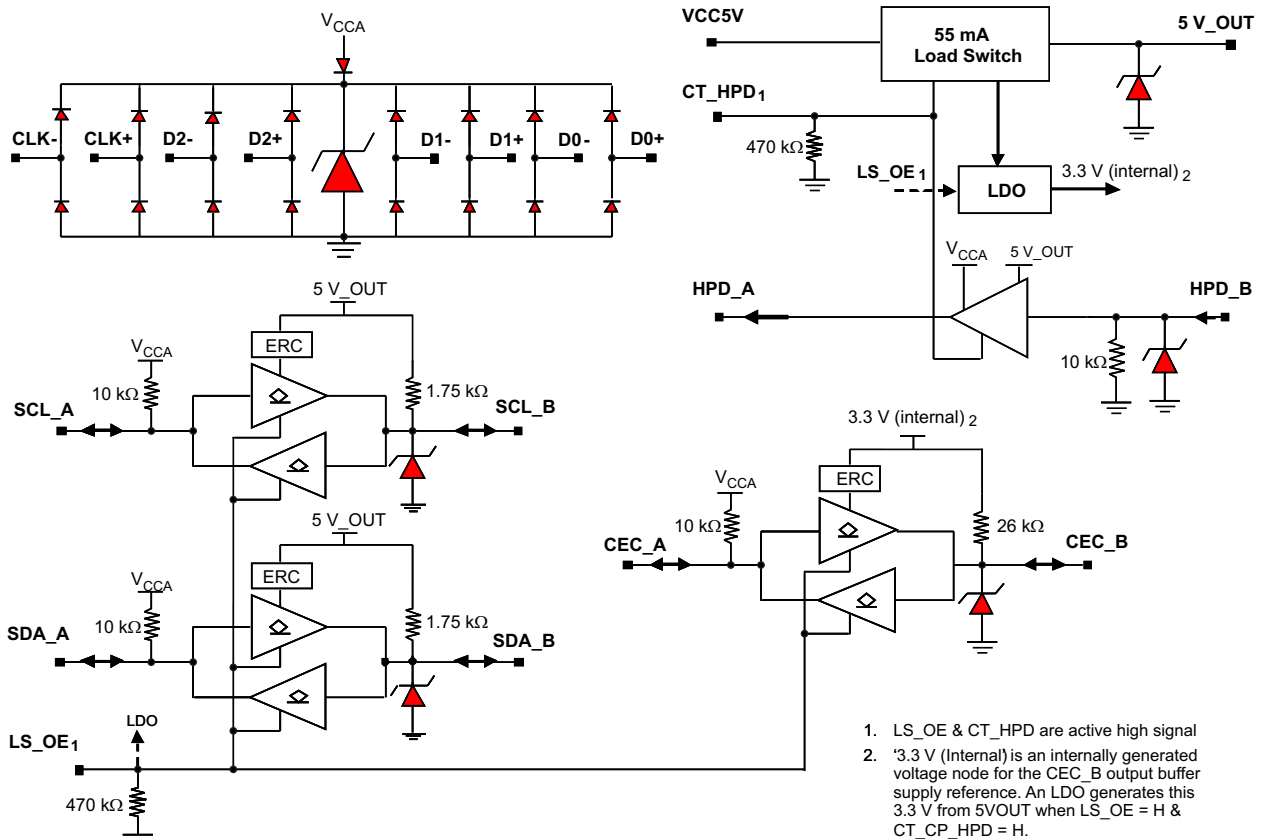 V_CCA
CLK-
CLK+
D2-
D2+
D1-
D1+
D0-
D0+
VCC5V
55 mA
Load Switch
5 V_OUT
CT_HPD1
470 kΩ
LS_OE1
LDO
3.3 V (internal) 2
V_CCA
5 V_OUT
HPD_A
HPD_B
10 kΩ
5 V_OUT
ERC
V_CCA
10 kΩ
1.75 kΩ
SCL_A
SCL_B
5 V_OUT
ERC
V_CCA
10 kΩ
1.75 kΩ
SDA_A
SDA_B
LDO
LS_OE1
470 kΩ
3.3 V (internal) 2
ERC
V_CCA
10 kΩ
26 kΩ
CEC_A
CEC_B
1. LS_OE & CT_HPD are active high signal
2. '3.3 V (Internal) is an internally generated
voltage node for the CEC_B output buffer
supply reference. An LDO generates this
3.3 V from 5VOUT when LS_OE = H &
CT_CP_HPD = H.